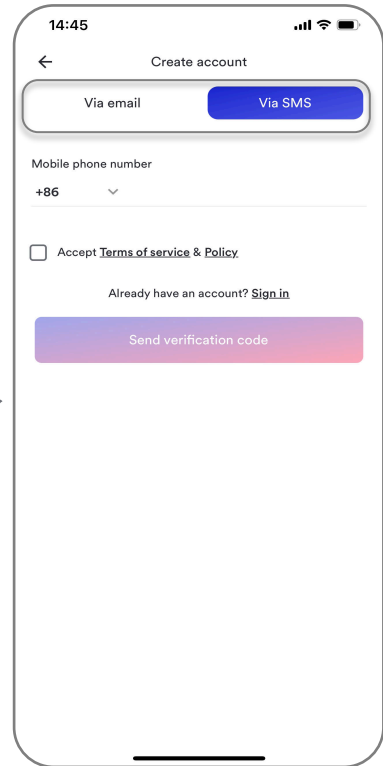 14:45
Create account
Via email Via SMS
Mobile phone number
+86
Accept Terms of service & Policy
Already have an account? Sign in
Send verification code